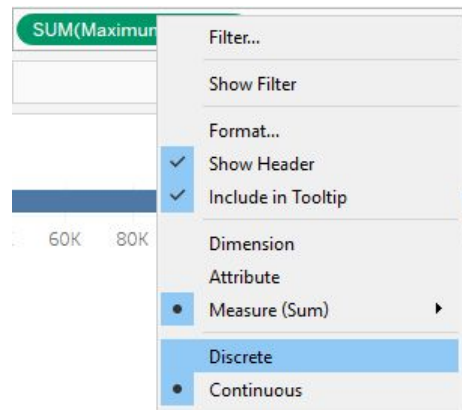 SUM(Maximum
Filter...
Show Filter
Format...
Show Header
Include in Tooltip
60K 80K
Dimension
Attribute
Measure (Sum)
Discrete
Continuous